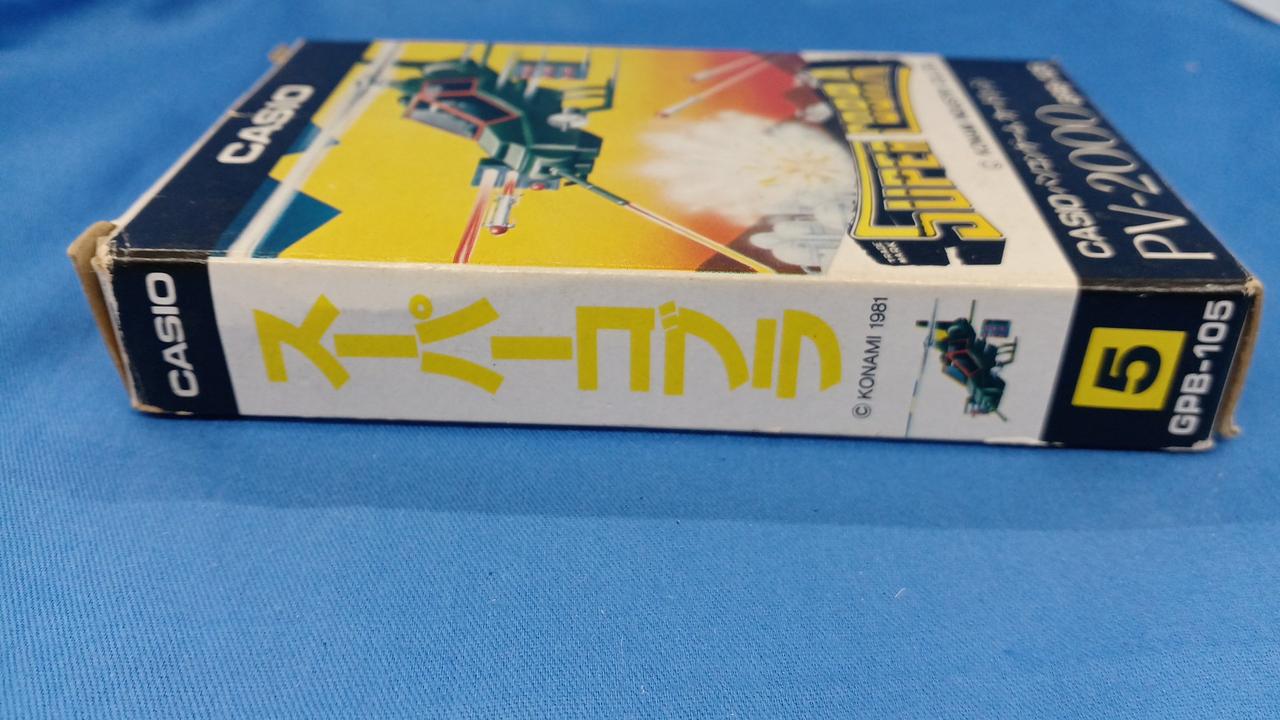 CASIO
SUPER
COBRA
© KONAMI
CASIO
PV-2000
CASIO
スーパーコブラ
© KONAMI 1981
5
GPB-105